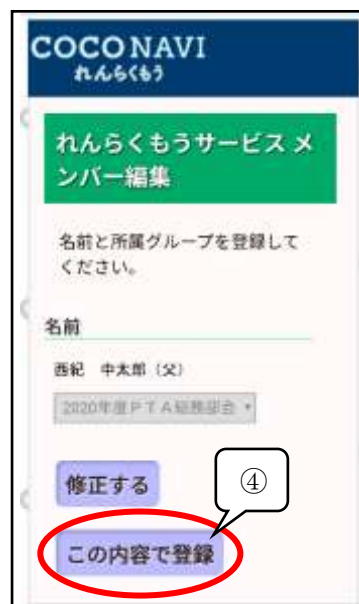 COCO NAVI
れんらくもう
れんらくもうサービス メ
ンバー編集
名前と所属グループを登録して
ください。
名前
西紀 中太郎（父）
2020年度ＰＴＡ総務部会
修正する
④
この内容で登録